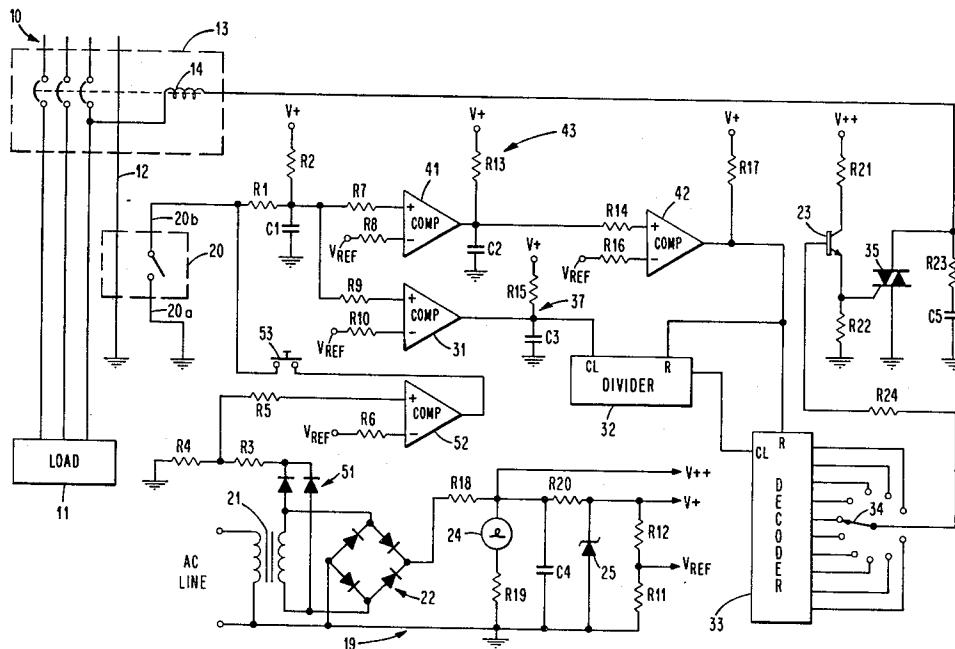 10
13
14
V+
43
V+
V+
V++
12
R2
R13
R17
R21
41
42
23
R1
R7
20b
R8
COMP
R14
COMP
35
C1
VREF
C2
R16
20
V+
VREF
R23
R9
R15
37
R22
C5
20a
R10
COMP
VREF
31
C3
53
CL
R
R24
DIVIDER
R5
COMP
32
R4
R3
VREF
R6
52
CL
R
LOAD
51
V++
11
R18
R20
V+
34
21
24
R12
DECODER
AC
LINE
C4
25
VREF
R19
R11
22
19
33